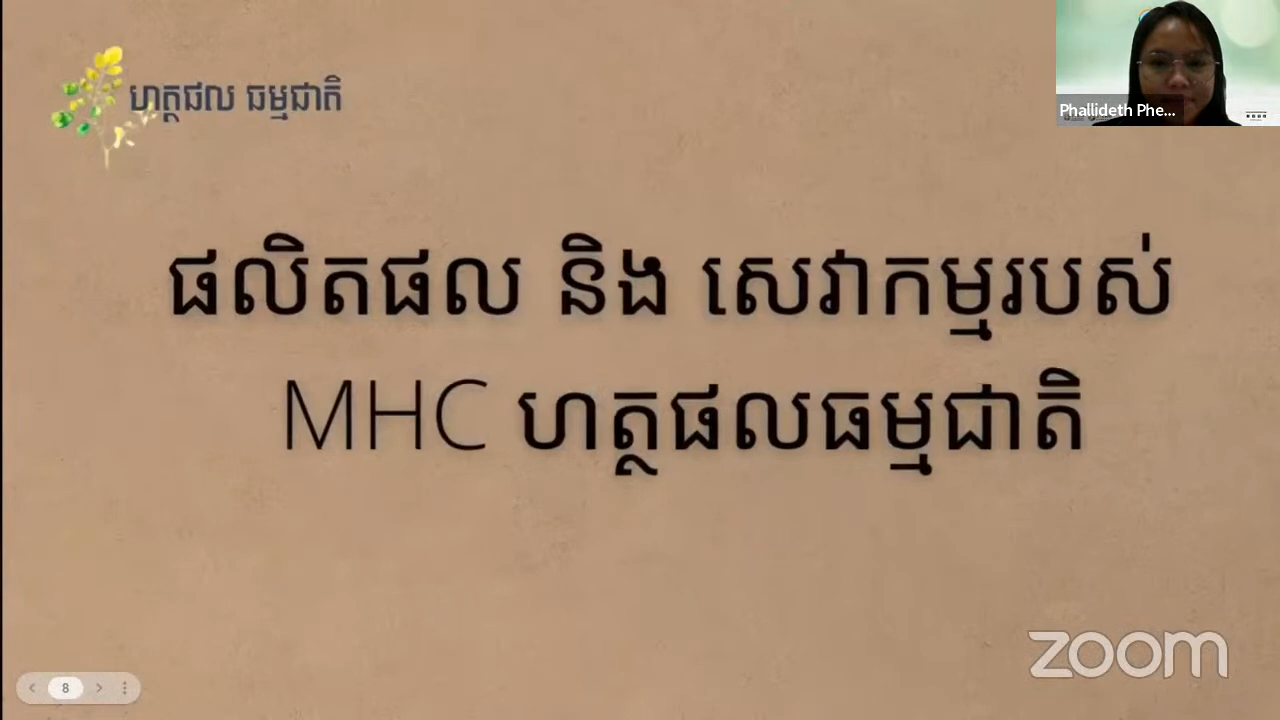 ហត្ថផល ធម្មជាតិ
Phallideth Phe...
ផលិតផល និង សេវាកម្មរបស់
MHC ហត្ថផលធម្មជាតិ
zoom
8